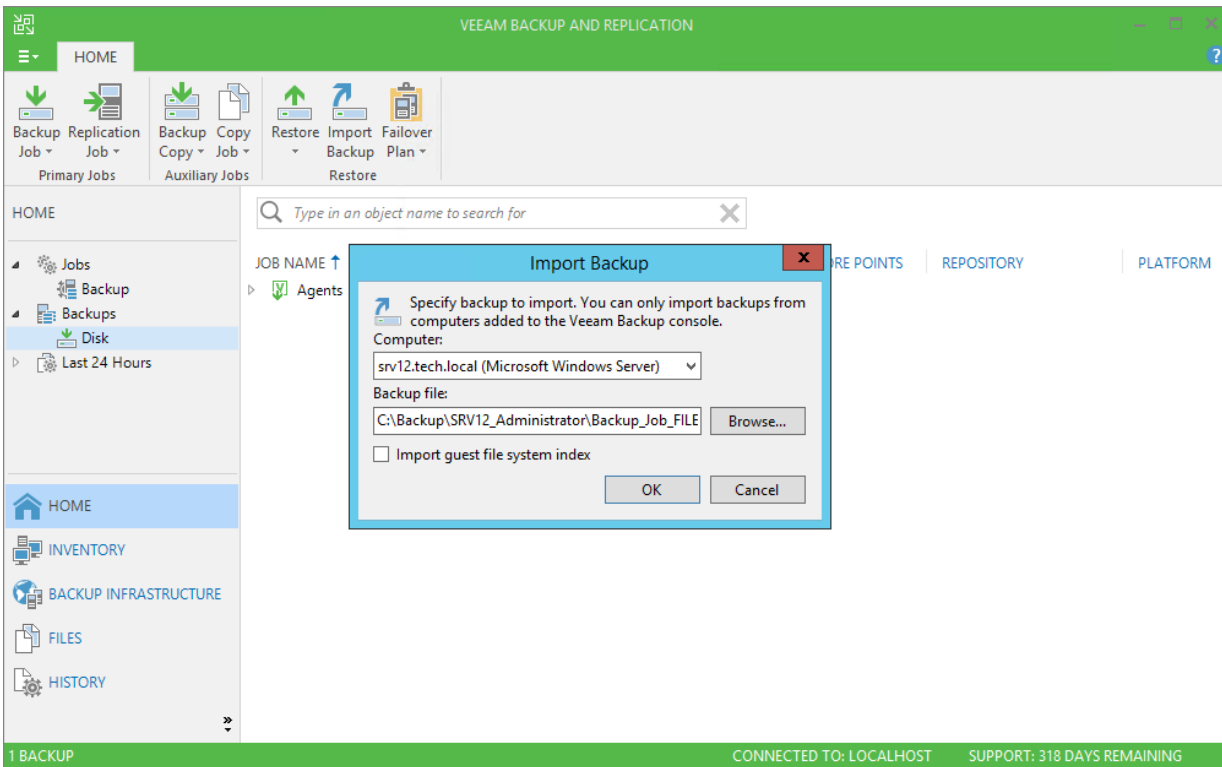 VEEAM BACKUP AND REPLICATION
HOME
?
Backup Job
Replication Job
Backup Copy
Copy Job
Restore
Import Backup
Failover Plan
Primary Jobs
Auxiliary Jobs
Restore
HOME
Type in an object name to search for
Jobs
Backup
Backups
Disk
Last 24 Hours
JOB NAME
RE POINTS
REPOSITORY
PLATFORM
Agents
Import Backup
x
Specify backup to import. You can only import backups from
computers added to the Veeam Backup console.
Computer:
srv12.tech.local (Microsoft Windows Server)
Backup file:
C:\Backup\SRV12_Administrator\Backup_Job_FILE
Browse...
Import guest file system index
OK Cancel
HOME
INVENTORY
BACKUP INFRASTRUCTURE
FILES
HISTORY
1 BACKUP
CONNECTED TO: LOCALHOST
SUPPORT: 318 DAYS REMAINING